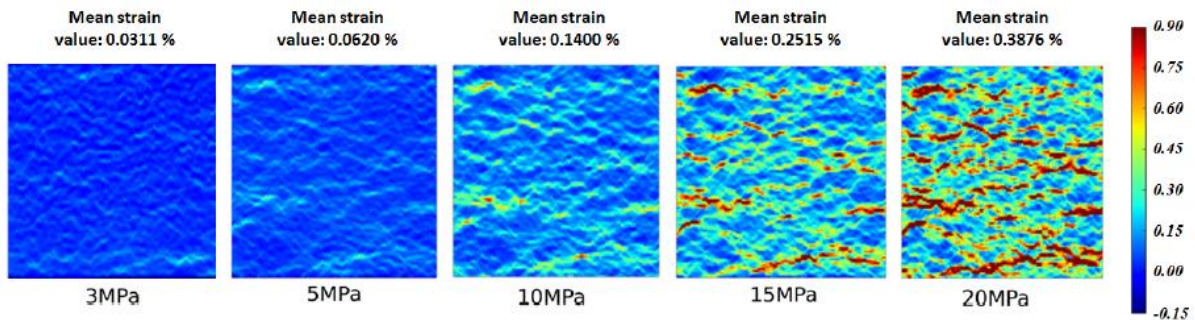 Mean strain
value: 0.0311 %
Mean strain
value: 0.0620 %
Mean strain
value: 0.1400 %
Mean strain
value: 0.2515 %
Mean strain
value: 0.3876 %
3MPa
5MPa
10MPa
15MPa
20MPa
0.90
0.75
0.60
0.45
0.30
0.15
0.00
-0.15